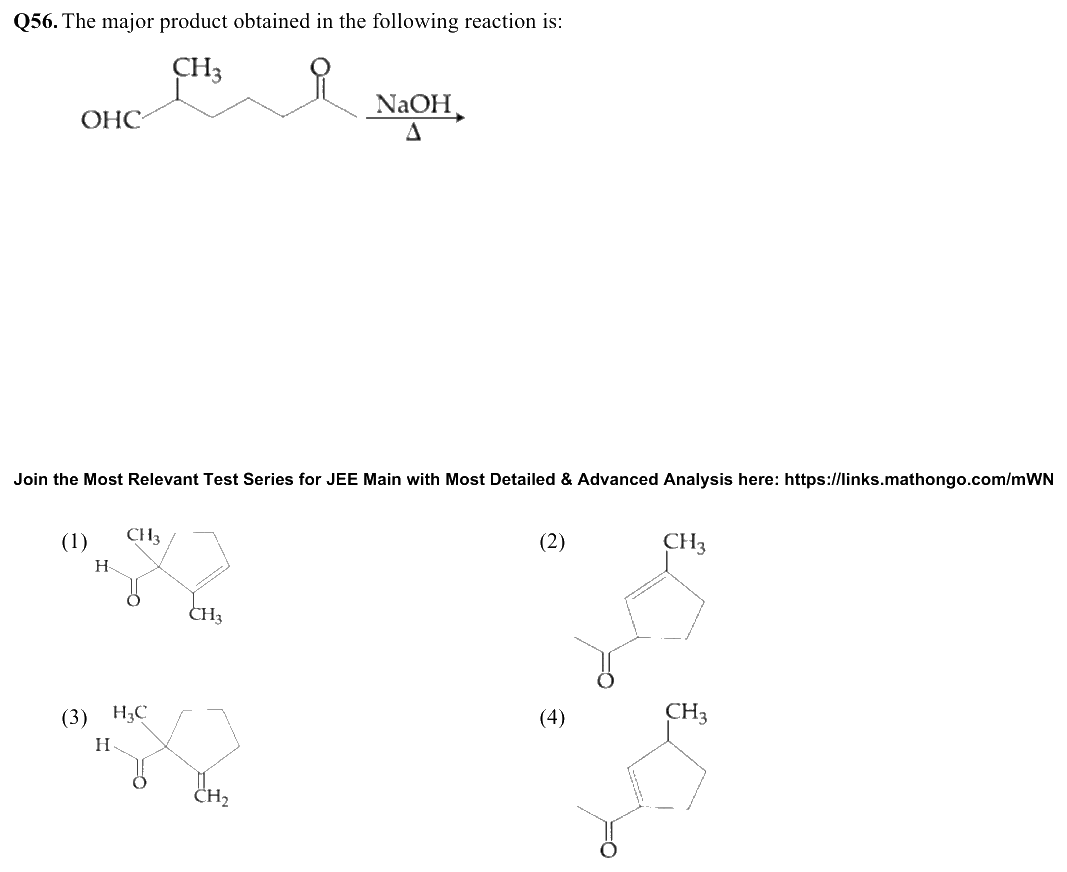 Q56. The major product obtained in the following reaction is:
CH3
O
OHC
NaOH
Δ
Join the Most Relevant Test Series for JEE Main with Most Detailed & Advanced Analysis here: https://links.mathongo.com/mWN
(1)
CH3
H
O
CH3
(2)
CH3
O
(3)
H3C
H
O
CH2
(4)
CH3
O